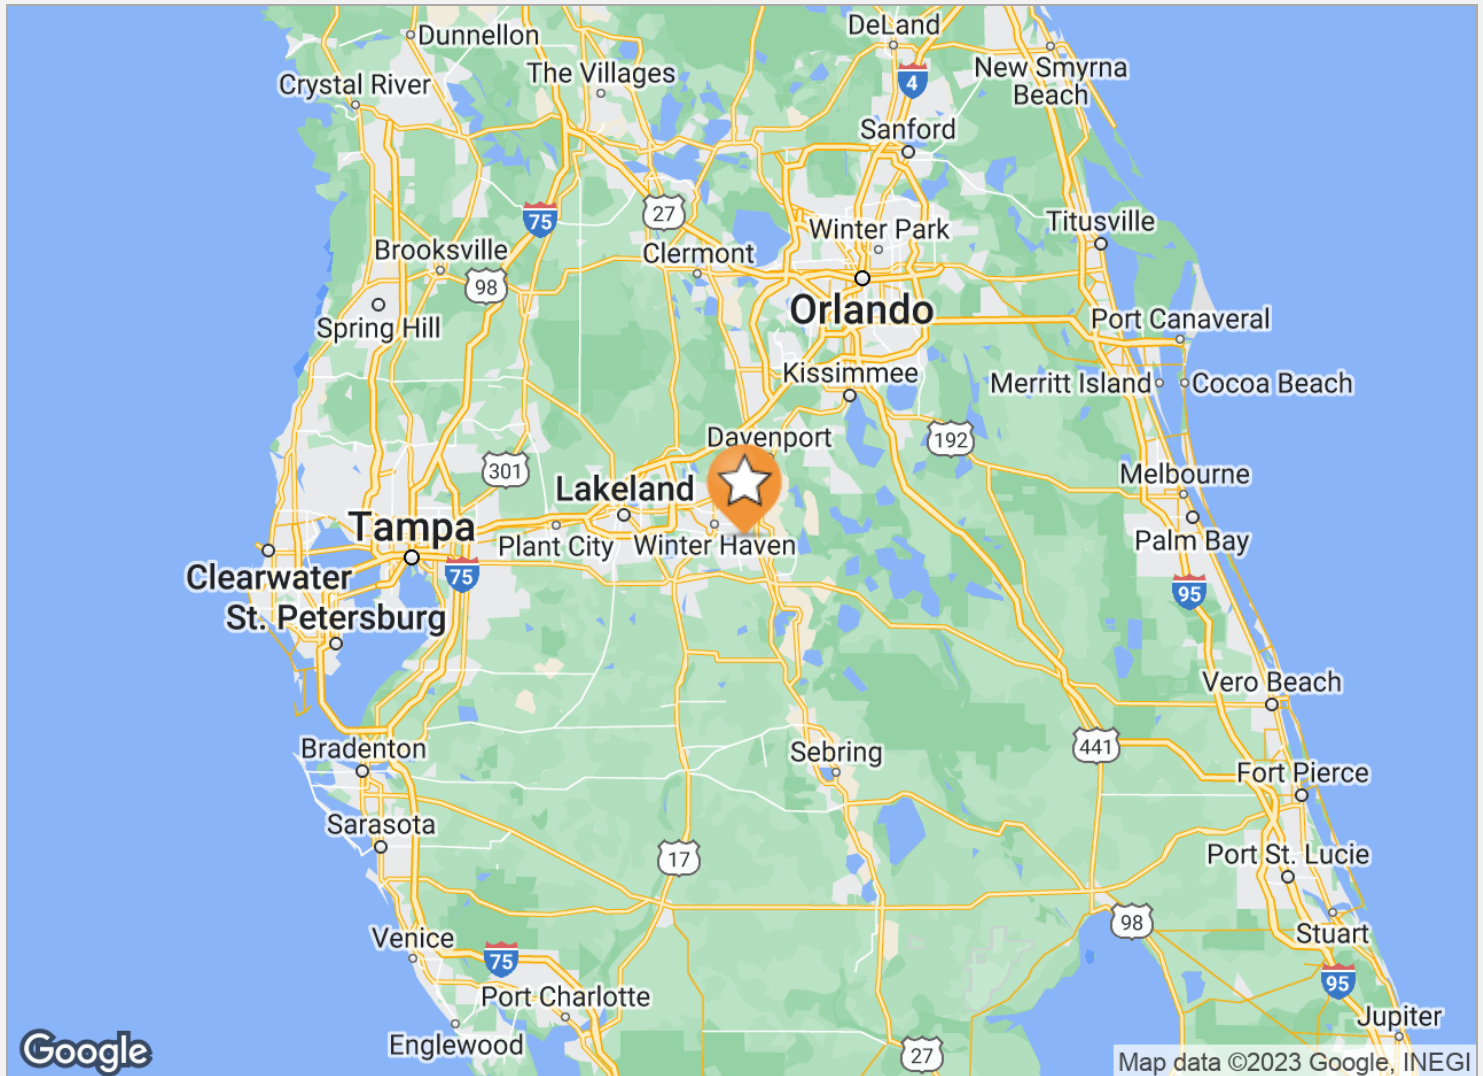 DeLand
Dunnellon
New Smyrna
Beach
The Villages
Crystal River
4
Sanford
27
75
Titusville
Winter Park
Brooksville
Clermont
98
Orlando
Port Canaveral
Spring Hill
Kissimmee
Merritt Island
Cocoa Beach
Davenport
192
301
Melbourne
Lakeland
Tampa
Plant City
Winter Haven
Palm Bay
Clearwater
75
95
St. Petersburg
Vero Beach
Bradenton
Sebring
441
Fort Pierce
Sarasota
17
Port St. Lucie
98
Stuart
Venice
75
95
Port Charlotte
Jupiter
Englewood
27
Google
Map data ©2023 Google, INEGI